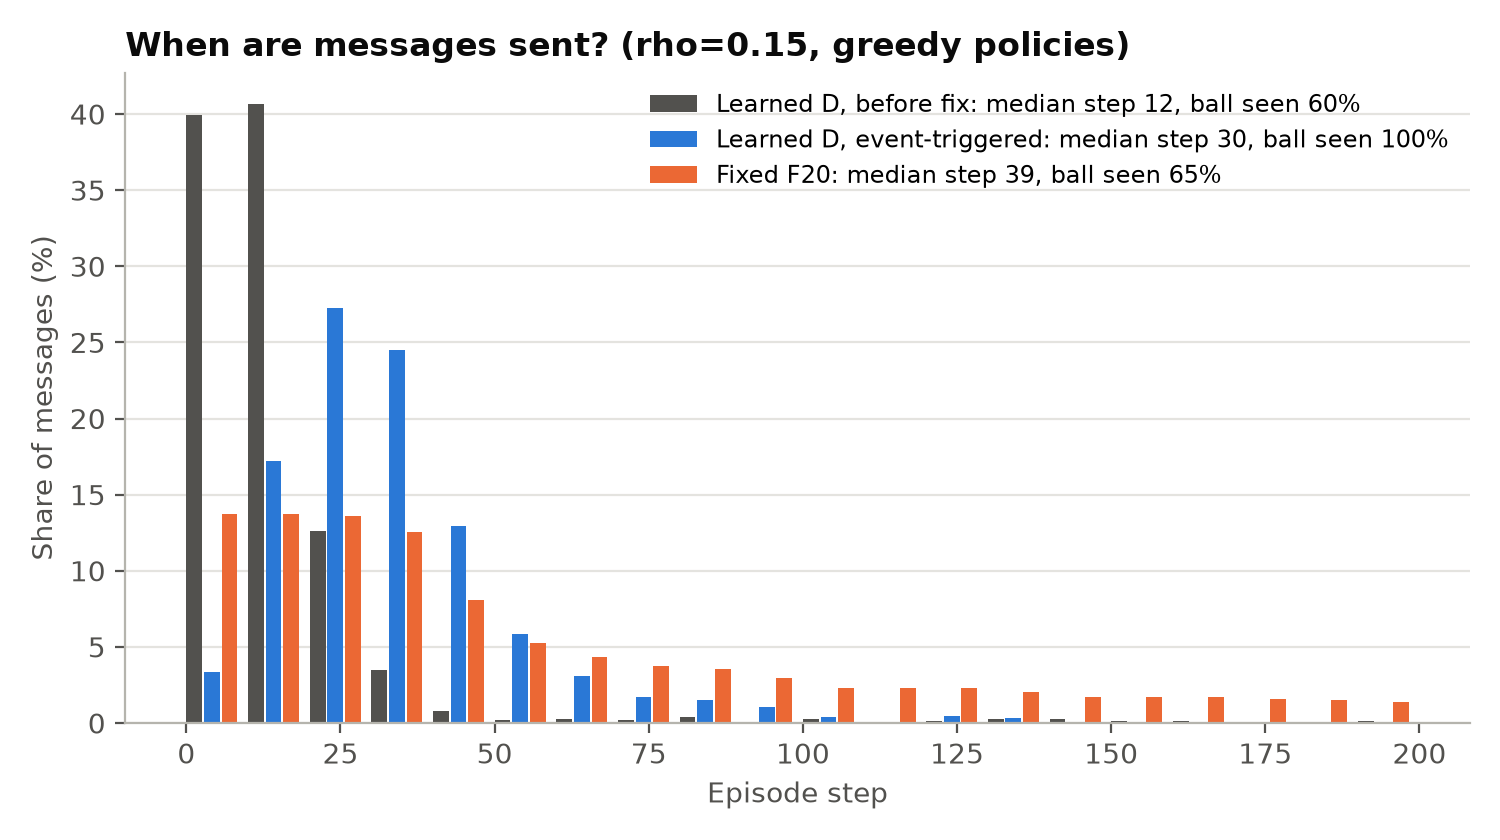 When are messages sent? (rho=0.15, greedy policies)
Learned D, before fix: median step 12, ball seen 60%
Learned D, event-triggered: median step 30, ball seen 100%
Fixed F20: median step 39, ball seen 65%
Share of messages (%)
40
35
30
25
20
15
10
5
0
0 25 50 75 100 125 150 175 200
Episode step